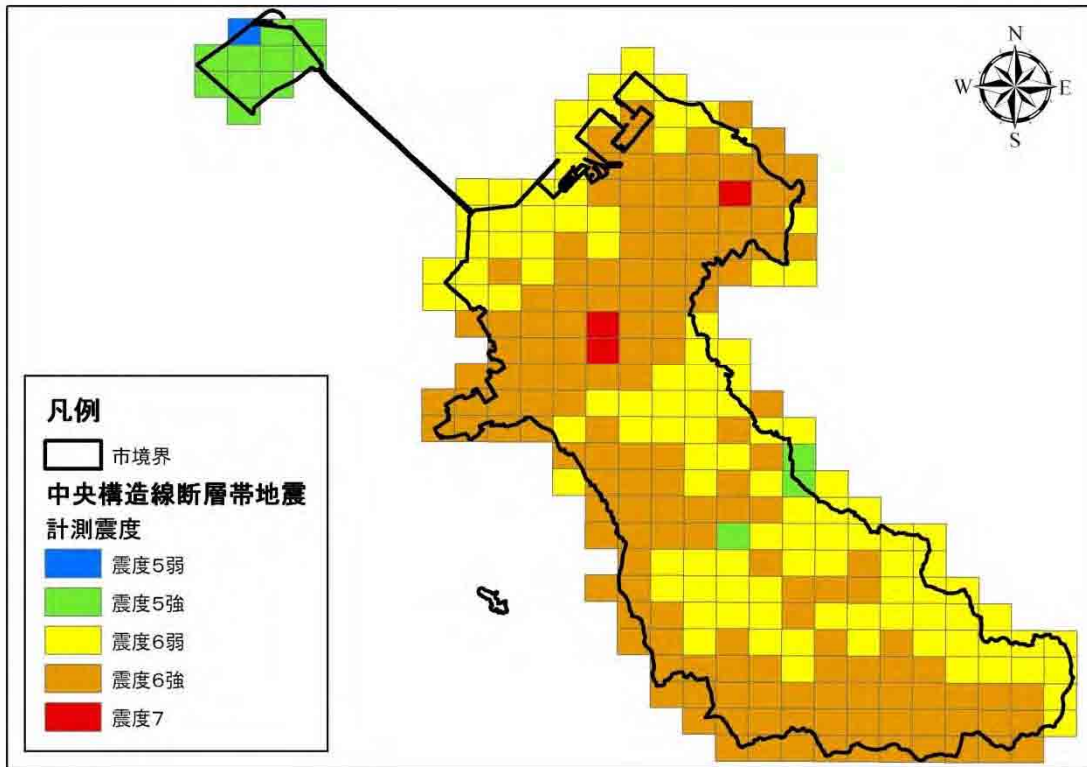 N
W E
S
凡例
市境界
中央構造線断層帯地震
計測震度
震度5弱
震度5強
震度6弱
震度6強
震度7